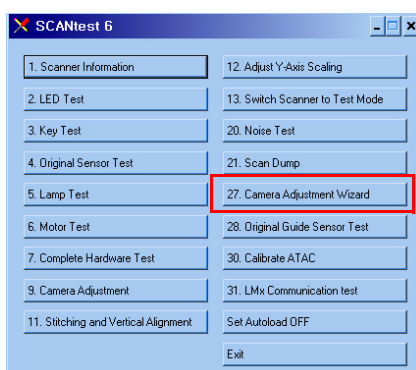 SCANtest 6
1. Scanner Information
2. LED Test
3. Key Test
4. Original Sensor Test
5. Lamp Test
6. Motor Test
7. Complete Hardware Test
9. Camera Adjustment
11. Stitching and Vertical Alignment
12. Adjust Y-Axis Scaling
13. Switch Scanner to Test Mode
20. Noise Test
21. Scan Dump
27. Camera Adjustment Wizard
28. Original Guide Sensor Test
30. Calibrate ATAC
31. LMx Communication test
Set Autoload OFF
Exit